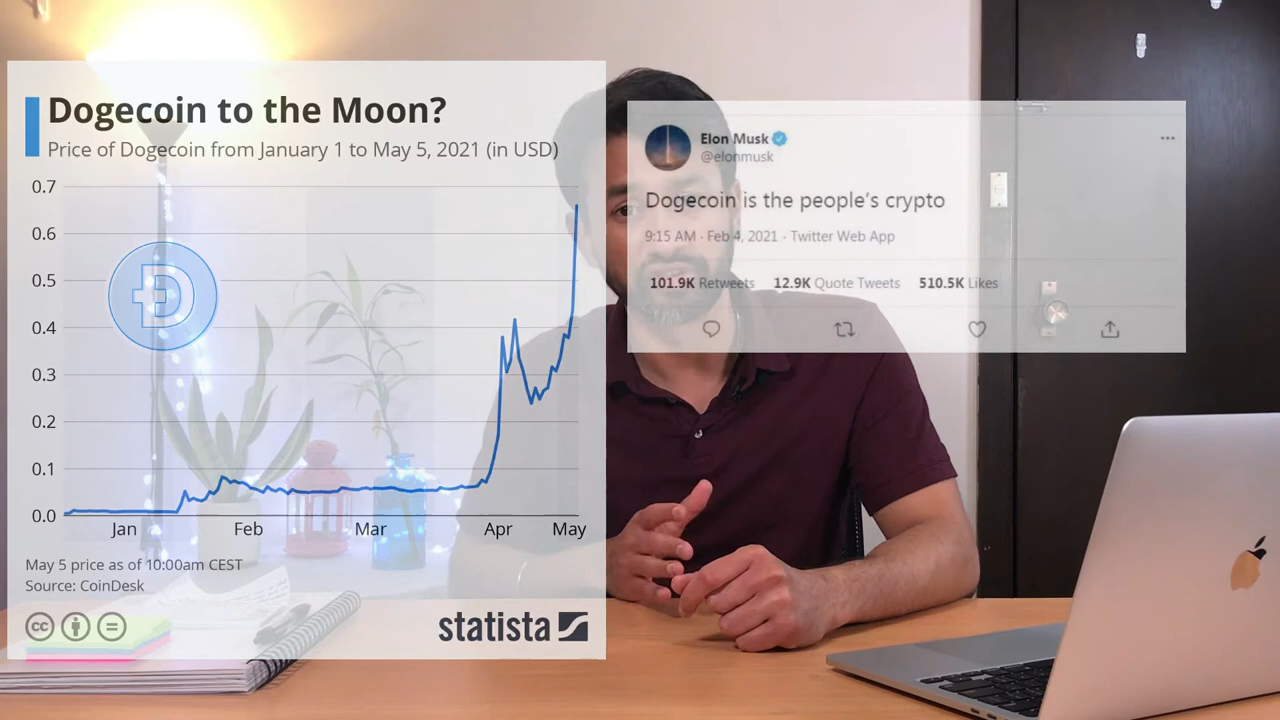 Dogecoin to the Moon?
Price of Dogecoin from January 1 to May 5, 2021 (in USD)
0.7
0.6
0.5
0.4
0.3
0.2
0.1
0.0
Jan Feb Mar Apr May
May 5 price as of 10:00am CEST
Source: CoinDesk
cc
statista
Elon Musk
@elonmusk
Dogecoin is the people's crypto
9:15 AM · Feb 4, 2021 · Twitter Web App
101.9K Retweets 12.9K Quote Tweets 510.5K Likes